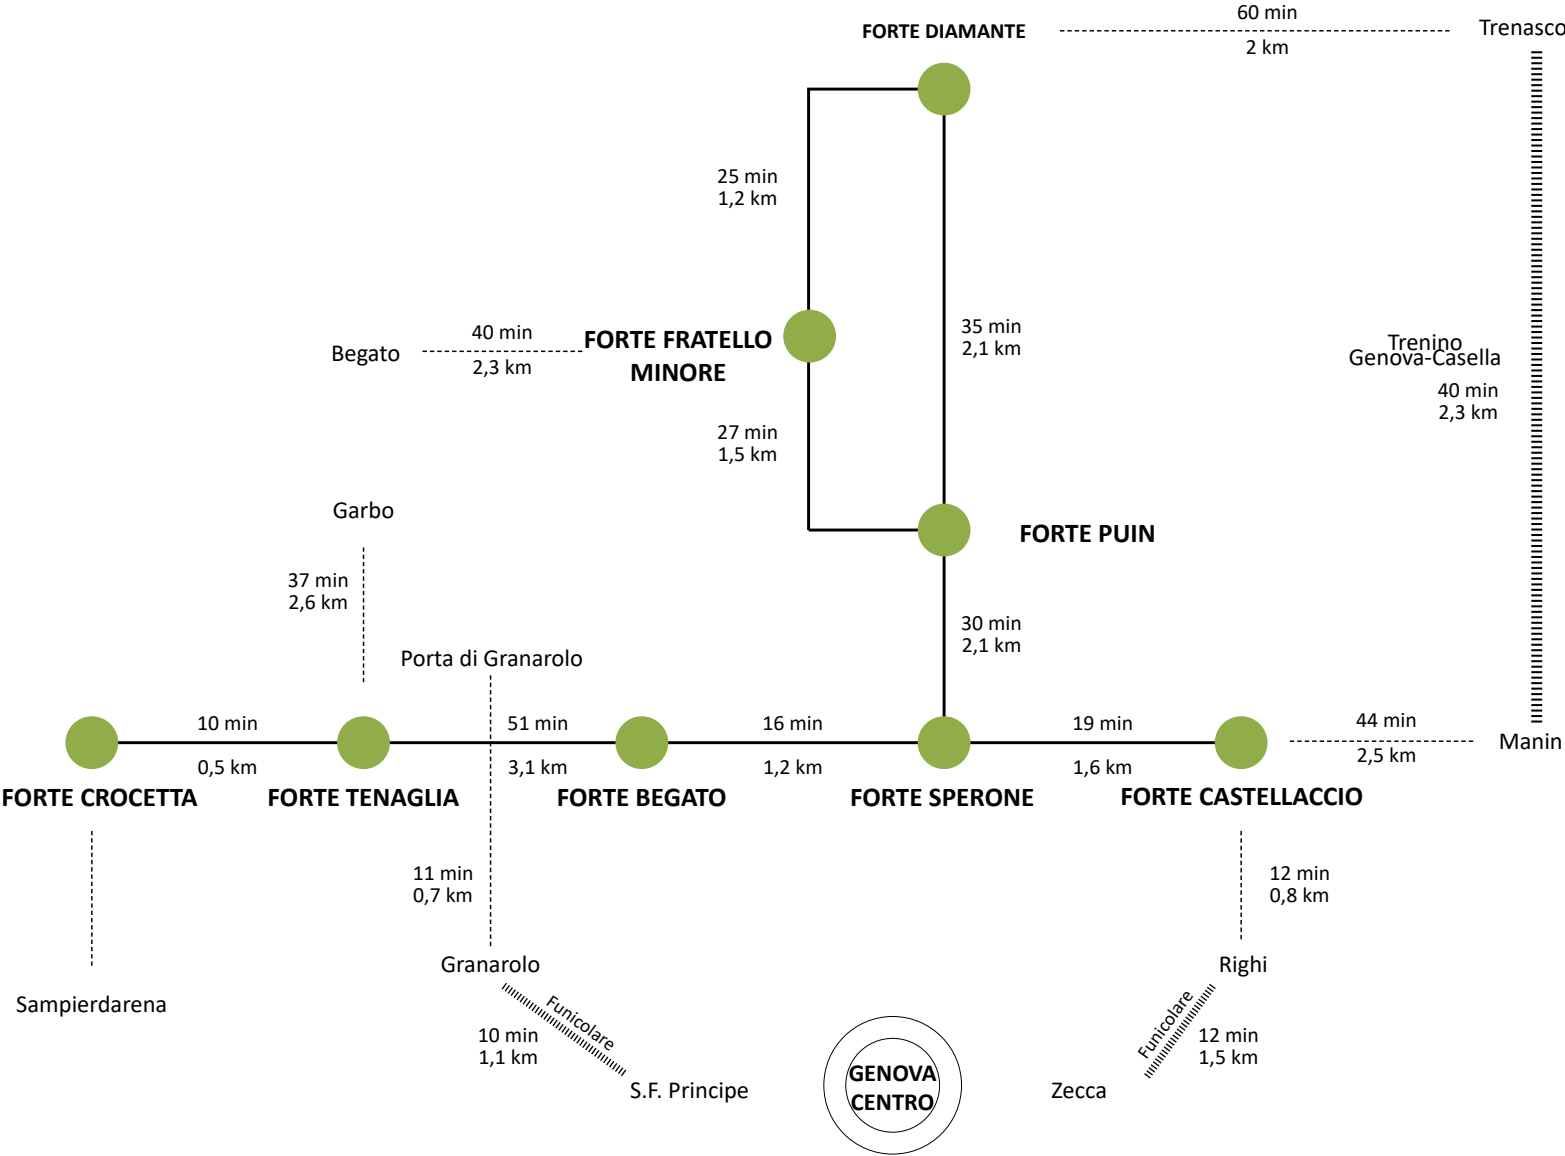 60 min
FORTE DIAMANTE
Trenasco
2 km
25 min
1,2 km
40 min
Begato
2,3 km
FORTE FRATELLO
MINORE
35 min
2,1 km
Trenino
Genova-Casella
40 min
2,3 km
27 min
1,5 km
Garbo
FORTE PUIN
37 min
2,6 km
30 min
2,1 km
Porta di Granarolo
10 min
51 min
16 min
19 min
44 min
Manin
0,5 km
3,1 km
1,2 km
1,6 km
2,5 km
FORTE CROCETTA
FORTE TENAGLIA
FORTE BEGATO
FORTE SPERONE
FORTE CASTELLACCIO
11 min
0,7 km
12 min
0,8 km
Granarolo
Righi
Sampierdarena
Funicolare
10 min
1,1 km
Funicolare
12 min
1,5 km
S.F. Principe
GENOVA
CENTRO
Zecca